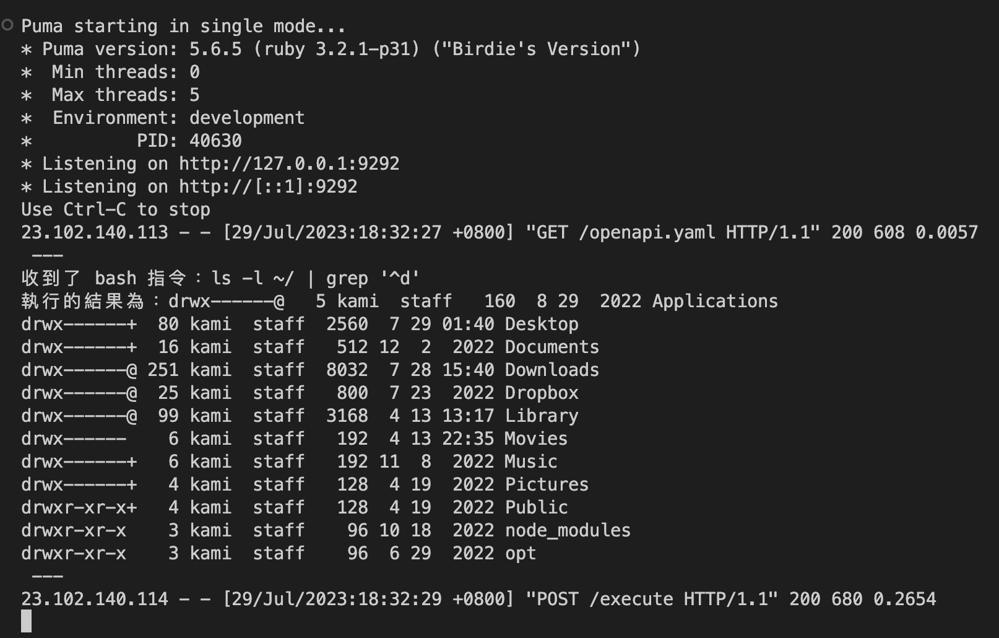 Puma starting in single mode...
* Puma version: 5.6.5 (ruby 3.2.1-p31) ("Birdie's Version")
*  Min threads: 0
*  Max threads: 5
*  Environment: development
*          PID: 40630
* Listening on http://127.0.0.1:9292
* Listening on http://[::1]:9292
Use Ctrl-C to stop
23.102.140.113 - - [29/Jul/2023:18:32:27 +0800] "GET /openapi.yaml HTTP/1.1" 200 608 0.0057
 ---
收到了 bash 指令：ls -l ~/ | grep '^d'
執行的結果為：drwx------@   5 kami  staff   160  8 29  2022 Applications
drwx------+  80 kami  staff  2560  7 29 01:40 Desktop
drwx------+  16 kami  staff   512 12  2  2022 Documents
drwx------@ 251 kami  staff  8032  7 28 15:40 Downloads
drwx------@  25 kami  staff   800  7 23  2022 Dropbox
drwx------@  99 kami  staff  3168  4 13 13:17 Library
drwx------    6 kami  staff   192  4 13 22:35 Movies
drwx------+   6 kami  staff   192 11  8  2022 Music
drwx------+   4 kami  staff   128  4 19  2022 Pictures
drwxr-xr-x+   4 kami  staff   128  4 19  2022 Public
drwxr-xr-x    3 kami  staff    96 10 18  2022 node_modules
drwxr-xr-x    3 kami  staff    96  6 29  2022 opt
 ---
23.102.140.114 - - [29/Jul/2023:18:32:29 +0800] "POST /execute HTTP/1.1" 200 680 0.2654